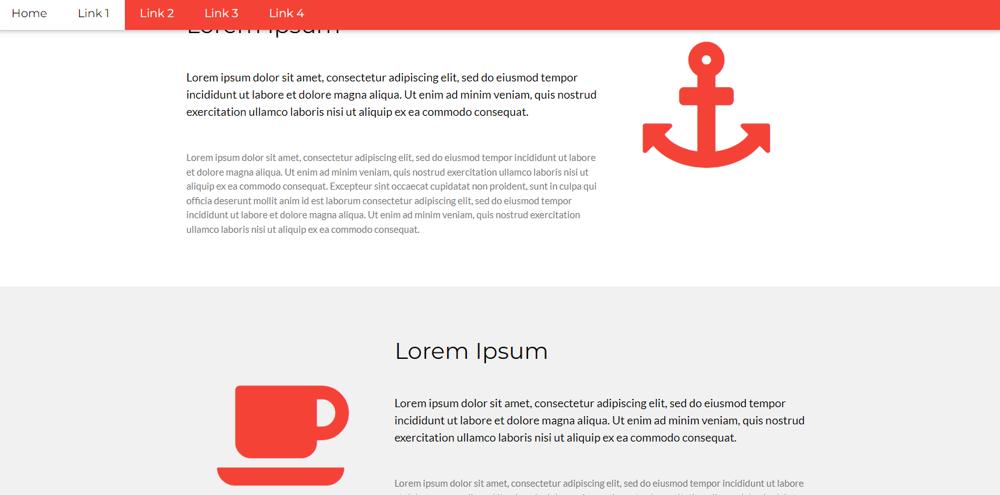 Home Link 1 Link 2 Link 3 Link 4
Lorem Ipsum
Lorem ipsum dolor sit amet, consectetur adipiscing elit, sed do eiusmod tempor
incididunt ut labore et dolore magna aliqua. Ut enim ad minim veniam, quis nostrud
exercitation ullamco laboris nisi ut aliquip ex ea commodo consequat.
Lorem ipsum dolor sit amet, consectetur adipiscing elit, sed do eiusmod tempor incididunt ut labore
et dolore magna aliqua. Ut enim ad minim veniam, quis nostrud exercitation ullamco laboris nisi ut
aliquip ex ea commodo consequat. Excepteur sint occaecat cupidatat non proident, sunt in culpa qui
officia deserunt mollit anim id est laborum consectetur adipiscing elit, sed do eiusmod tempor
incididunt ut labore et dolore magna aliqua. Ut enim ad minim veniam, quis nostrud exercitation
ullamco laboris nisi ut aliquip ex ea commodo consequat.
Lorem Ipsum
Lorem ipsum dolor sit amet, consectetur adipiscing elit, sed do eiusmod tempor
incididunt ut labore et dolore magna aliqua. Ut enim ad minim veniam, quis nostrud
exercitation ullamco laboris nisi ut aliquip ex ea commodo consequat.
Lorem ipsum dolor sit amet, consectetur adipiscing elit, sed do eiusmod tempor incididunt ut labore